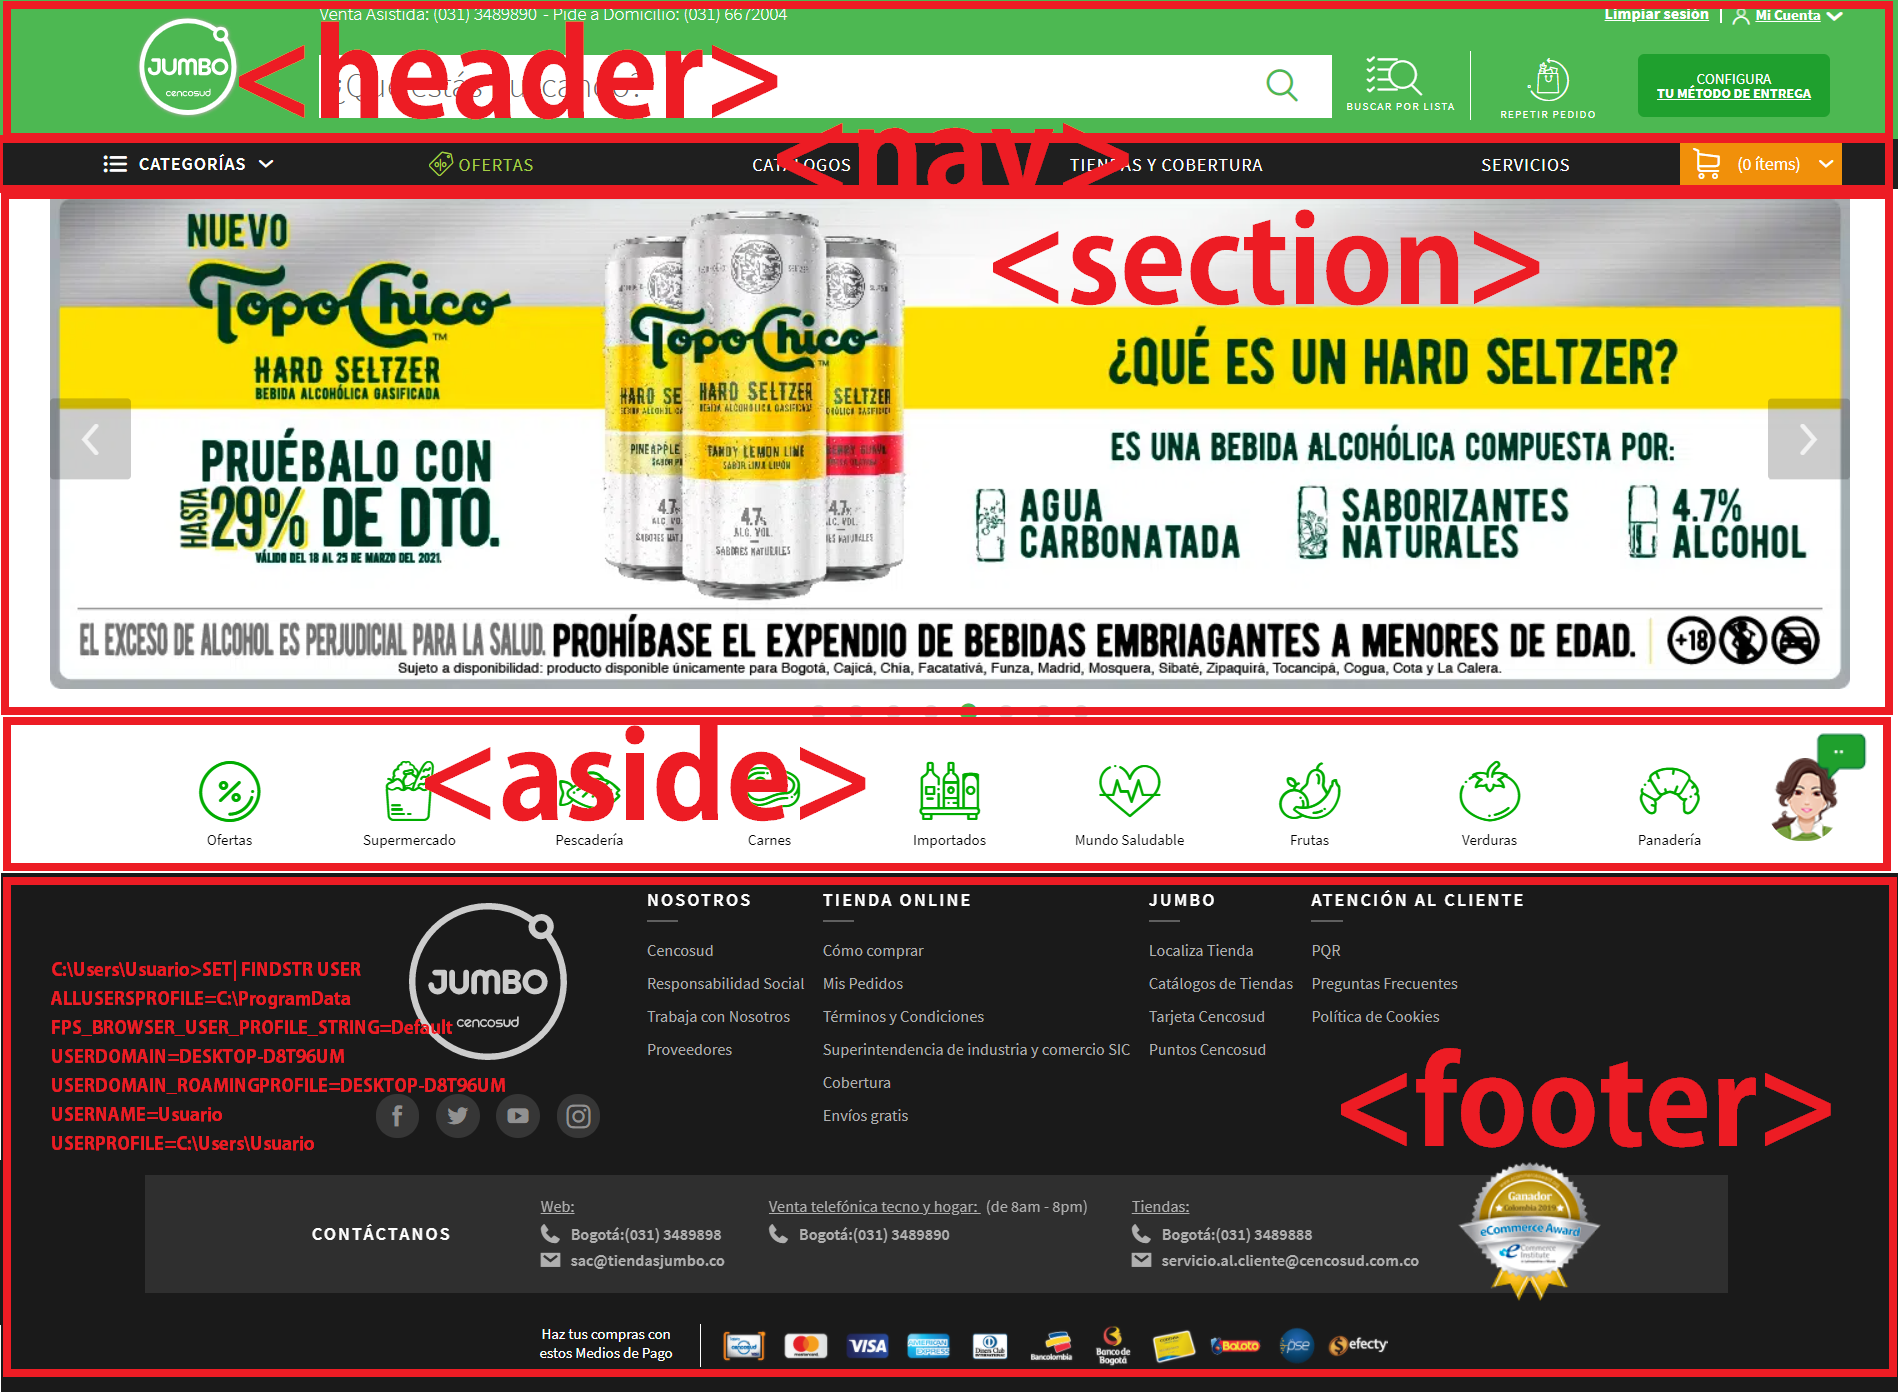 Venta Asistida: (031) 3489890 - Pide a Domicilio: (031) 6672004
Limpiar sesión | Mi Cuenta
JUMBO
cencosud
<header>
¿Qué estás buscando?
BUSCAR POR LISTA
REPETIR PEDIDO
CONFIGURA
TU MÉTODO DE ENTREGA
<nav>
CATEGORÍAS
OFERTAS
CATÁLOGOS
TIENDAS Y COBERTURA
SERVICIOS
(0 ítems)
<section>
NUEVO
Topo Chico™
HARD SELTZER
BEBIDA ALCOHÓLICA GASIFICADA
PRUÉBALO CON
HASTA 29% DE DTO.
VÁLIDO DEL 18 AL 25 DE MARZO DEL 2021.
Topo Chico™
HARD SELTZER
BEBIDA ALCOHÓLICA GASIFICADA
PINEAPPLE
TANGY LEMON LIME
SABOR LIMA LIMÓN
4.7%
ALC. VOL.
SABORES NATURALES
¿QUÉ ES UN HARD SELTZER?
ES UNA BEBIDA ALCOHÓLICA COMPUESTA POR:
AGUA
CARBONATADA
SABORIZANTES
NATURALES
4.7%
ALCOHOL
EL EXCESO DE ALCOHOL ES PERJUDICIAL PARA LA SALUD. PROHÍBASE EL EXPENDIO DE BEBIDAS EMBRIAGANTES A MENORES DE EDAD.
+18
Sujeto a disponibilidad: producto disponible únicamente para Bogotá, Cajicá, Chía, Facatativá, Funza, Madrid, Mosquera, Sibaté, Zipaquirá, Tocancipá, Cogua, Cota y La Calera.
<aside>
Ofertas
Supermercado
Pescadería
Carnes
Importados
Mundo Saludable
Frutas
Verduras
Panadería
C:\Users\Usuario>SET| FINDSTR USER
ALLUSERSPROFILE=C:\ProgramData
FPS_BROWSER_USER_PROFILE_STRING=Default
USERDOMAIN=DESKTOP-D8T96UM
USERDOMAIN_ROAMINGPROFILE=DESKTOP-D8T96UM
USERNAME=Usuario
USERPROFILE=C:\Users\Usuario
JUMBO
cencosud
NOSOTROS
Cencosud
Responsabilidad Social
Trabaja con Nosotros
Proveedores
TIENDA ONLINE
Cómo comprar
Mis Pedidos
Términos y Condiciones
Superintendencia de industria y comercio SIC
Cobertura
Envíos gratis
JUMBO
Localiza Tienda
Catálogos de Tiendas
Tarjeta Cencosud
Puntos Cencosud
ATENCIÓN AL CLIENTE
PQR
Preguntas Frecuentes
Política de Cookies
<footer>
CONTÁCTANOS
Web:
Bogotá:(031) 3489898
sac@tiendasjumbo.co
Venta telefónica tecno y hogar: (de 8am - 8pm)
Bogotá:(031) 3489890
Tiendas:
Bogotá:(031) 3489888
servicio.al.cliente@cencosud.com.co
Ganador
Colombia 2019
eCommerce Award
eCommerce
Institute
Haz tus compras con
estos Medios de Pago
cencosud
mastercard
VISA
AMERICAN EXPRESS
Diners Club
INTERNATIONAL
Bancolombia
Banco de
Bogotá
Baloto
pse
efecty